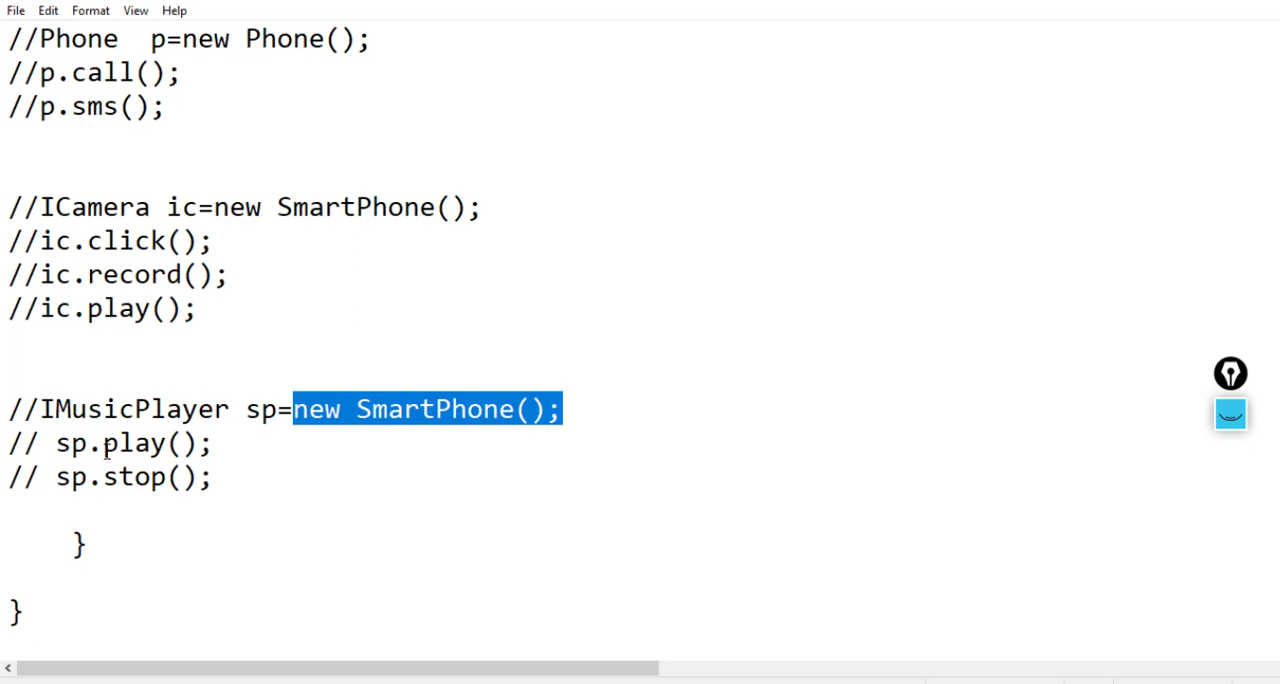 File Edit Format View Help
//Phone  p=new Phone();
//p.call();
//p.sms();
//ICamera ic=new SmartPhone();
//ic.click();
//ic.record();
//ic.play();
//IMusicPlayer sp=new SmartPhone();
// sp.play();
// sp.stop();
}
}